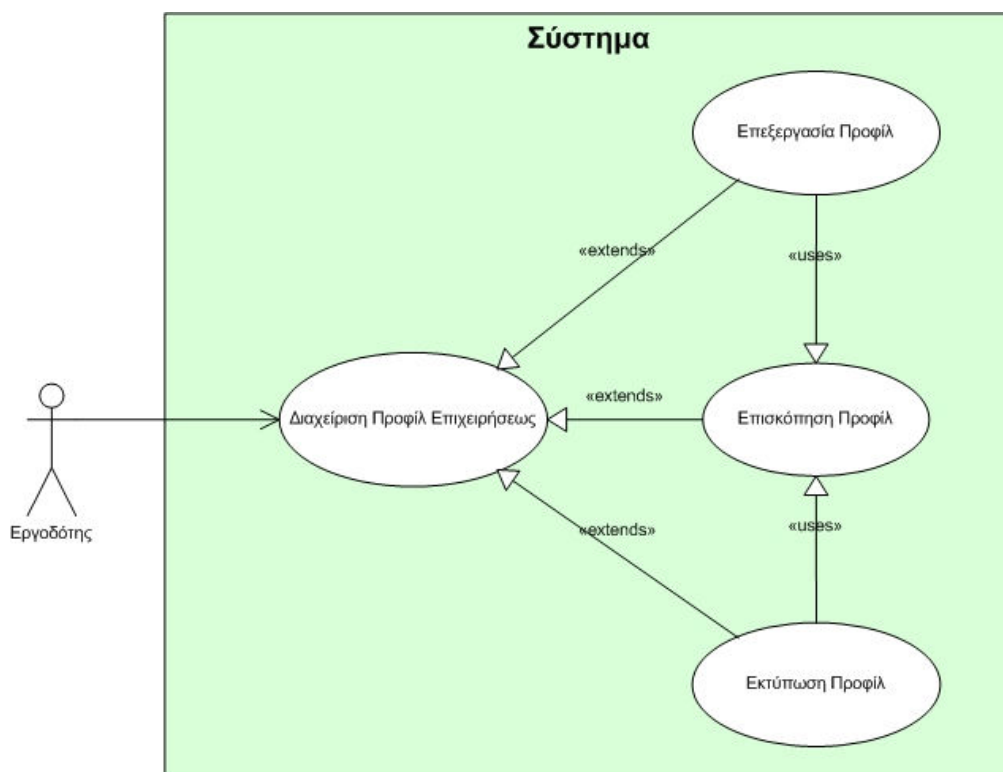 Σύστημα
Επεξεργασία Προφίλ
«extends»
«uses»
«extends»
Διαχείριση Προφίλ Επιχειρήσεως
Επισκόπηση Προφίλ
«extends»
«uses»
Εργοδότης
Εκτύπωση Προφίλ